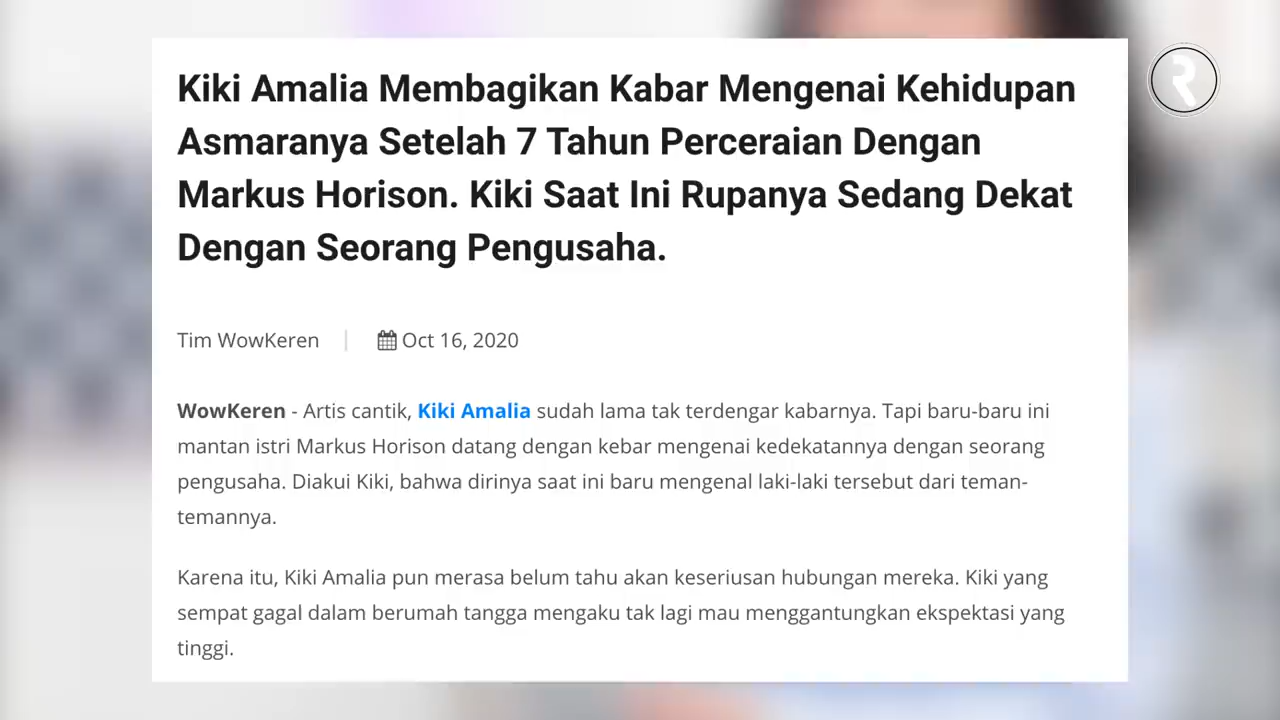 Kiki Amalia Membagikan Kabar Mengenai Kehidupan
Asmaranya Setelah 7 Tahun Perceraian Dengan
Markus Horison. Kiki Saat Ini Rupanya Sedang Dekat
Dengan Seorang Pengusaha.
Tim WowKeren | Oct 16, 2020
WowKeren - Artis cantik, Kiki Amalia sudah lama tak terdengar kabarnya. Tapi baru-baru ini
mantan istri Markus Horison datang dengan kebar mengenai kedekatannya dengan seorang
pengusaha. Diakui Kiki, bahwa dirinya saat ini baru mengenal laki-laki tersebut dari teman-
temannya.
Karena itu, Kiki Amalia pun merasa belum tahu akan keseriusan hubungan mereka. Kiki yang
sempat gagal dalam berumah tangga mengaku tak lagi mau menggantungkan ekspektasi yang
tinggi.